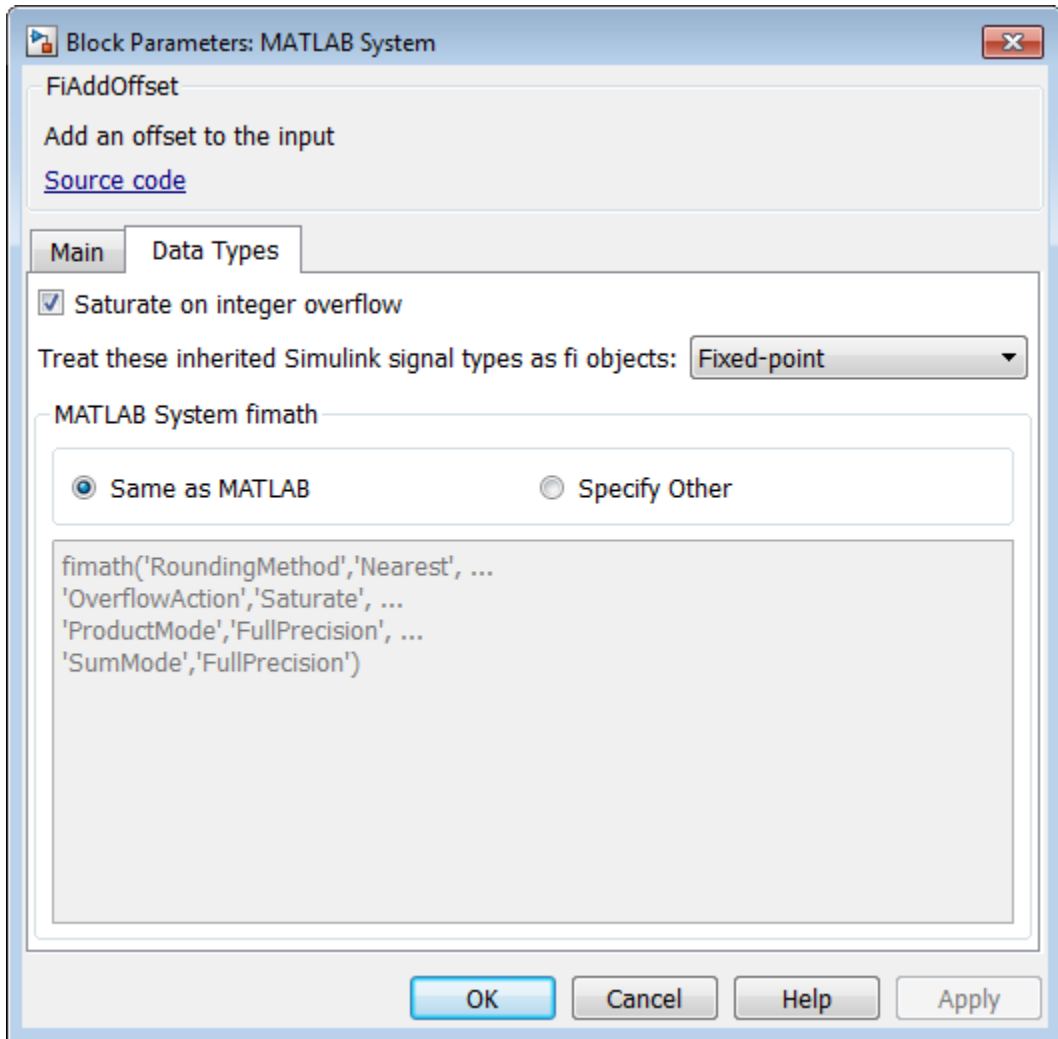 Block Parameters: MATLAB System
FiAddOffset
Add an offset to the input
Source code
Main Data Types
Saturate on integer overflow
Treat these inherited Simulink signal types as fi objects: Fixed-point
MATLAB System fimath
Same as MATLAB Specify Other
fimath('RoundingMethod','Nearest', ...
'OverflowAction','Saturate', ...
'ProductMode','FullPrecision', ...
'SumMode','FullPrecision')
OK Cancel Help Apply